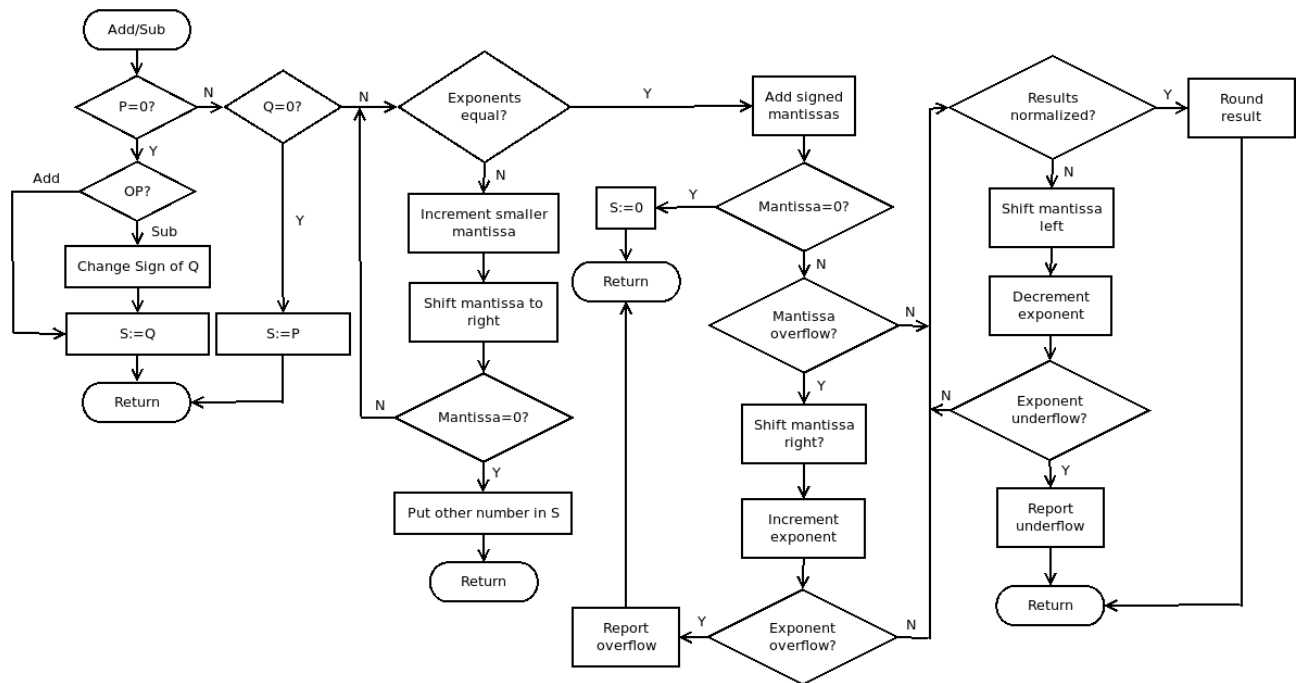 Add/Sub
P=0?
N
Y
Q=0?
N
Y
Add
OP?
Sub
Change Sign of Q
S:=Q
S:=P
Return
Exponents
equal?
Y
N
Increment smaller
mantissa
Shift mantissa to
right
Mantissa=0?
N
Y
Put other number in S
Return
Add signed
mantissas
Mantissa=0?
Y
N
S:=0
Return
Mantissa
overflow?
N
Y
Shift mantissa
right?
Increment
exponent
Exponent
overflow?
Y
N
Report
overflow
Results
normalized?
Y
N
Round
result
Shift mantissa
left
Decrement
exponent
Exponent
underflow?
N
Y
Report
underflow
Return